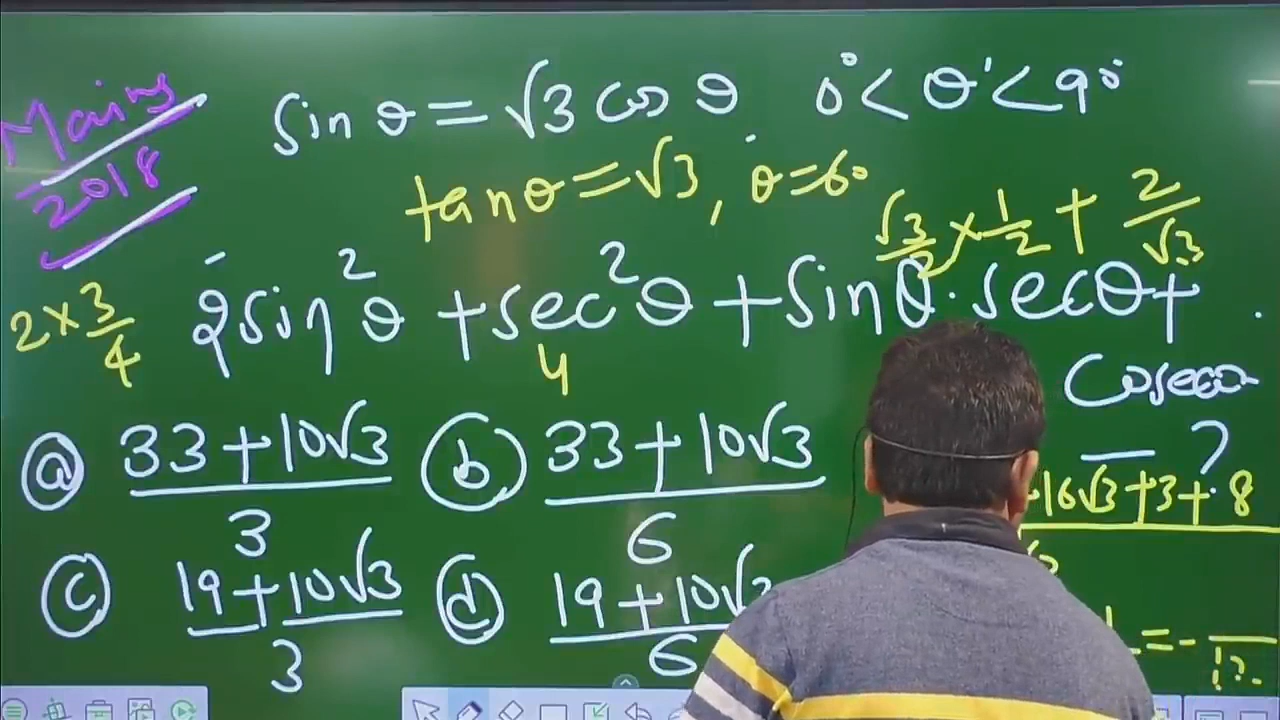 Mains
2018
sin θ = √3 cos θ 0° < θ < 90°
tan θ = √3, θ = 60
√3/2 × 1/2 + 2/√3
2 × 3/4
2sin²θ + sec²θ + sinθ · secθ +
4
Cosecθ
— ?
ⓐ 33 + 10√3 / 3 ⓑ 33 + 10√3 / 6
16√3 + 3 + 8
ⓒ 19 + 10√3 / 3 ⓓ 19 + 10√3 / 6